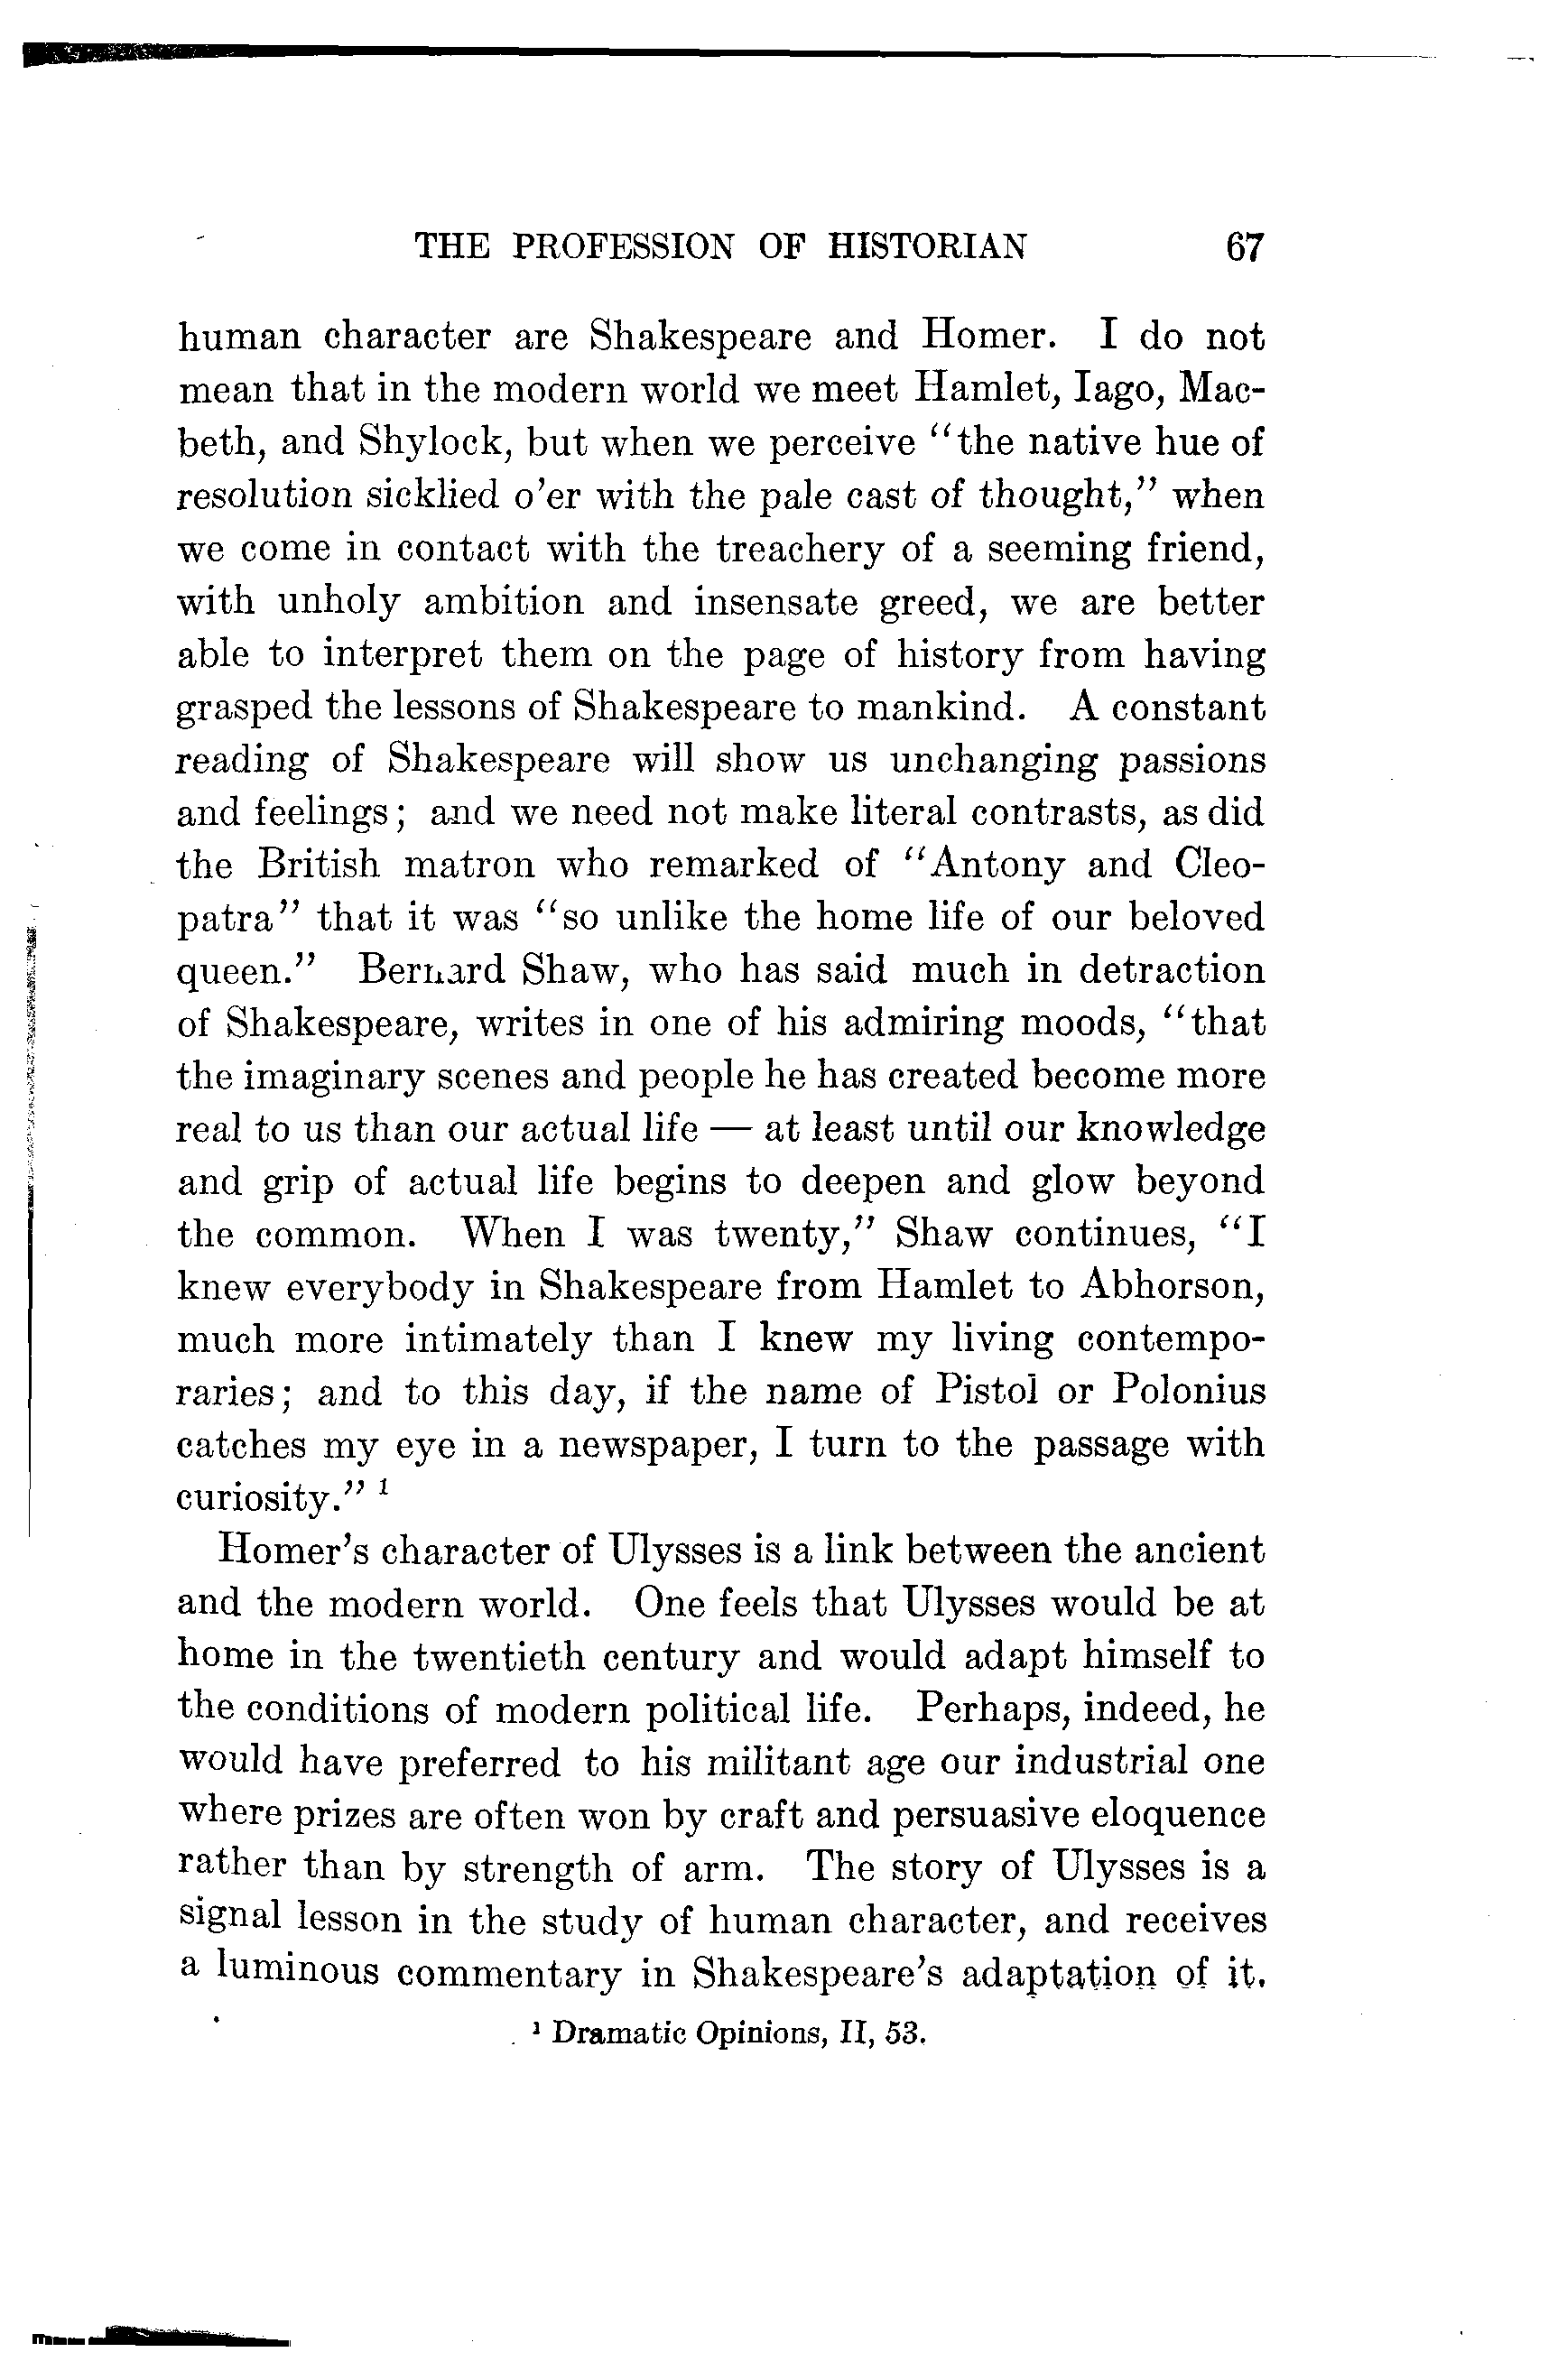 THE PROFESSION OF HISTORIAN 67
human character are Shakespeare and Homer. I do not
mean that in the modern world we meet Hamlet, Iago, Mac-
beth, and Shylock, but when we perceive "the native hue of
resolution sicklied o'er with the pale cast of thought," when
we come in contact with the treachery of a seeming friend,
with unholy ambition and insensate greed, we are better
able to interpret them on the page of history from having
grasped the lessons of Shakespeare to mankind. A constant
reading of Shakespeare will show us unchanging passions
and feelings; and we need not make literal contrasts, as did
the British matron who remarked of "Antony and Cleo-
patra" that it was "so unlike the home life of our beloved
queen." Bernard Shaw, who has said much in detraction
of Shakespeare, writes in one of his admiring moods, "that
the imaginary scenes and people he has created become more
real to us than our actual life — at least until our knowledge
and grip of actual life begins to deepen and glow beyond
the common. When I was twenty," Shaw continues, "I
knew everybody in Shakespeare from Hamlet to Abhorson,
much more intimately than I knew my living contempo-
raries; and to this day, if the name of Pistol or Polonius
catches my eye in a newspaper, I turn to the passage with
curiosity." 1
Homer's character of Ulysses is a link between the ancient
and the modern world. One feels that Ulysses would be at
home in the twentieth century and would adapt himself to
the conditions of modern political life. Perhaps, indeed, he
would have preferred to his militant age our industrial one
where prizes are often won by craft and persuasive eloquence
rather than by strength of arm. The story of Ulysses is a
signal lesson in the study of human character, and receives
a luminous commentary in Shakespeare's adaptation of it.
1 Dramatic Opinions, II, 53.